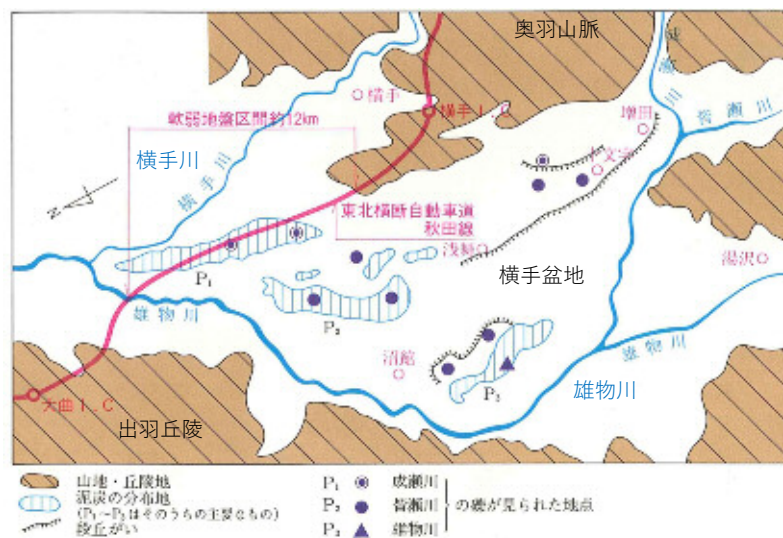 奥羽山脈
成瀬川
皆瀬川
増田
十文字
横手
横手I.C
軟弱地盤区間約12km
横手川
横手川
N
東北横断自動車道
秋田線
浅舞
横手盆地
湯沢
P₁
P₂
P₃
雄物川
沼館
雄物川
雄物川
大曲I.C
出羽丘陵
山地・丘陵地
泥炭の分布地
(P₁～P₃はそのうちの主要なもの)
段丘がい
P₁ 成瀬川
P₂ 皆瀬川
P₃ 雄物川
の礫が見られた地点